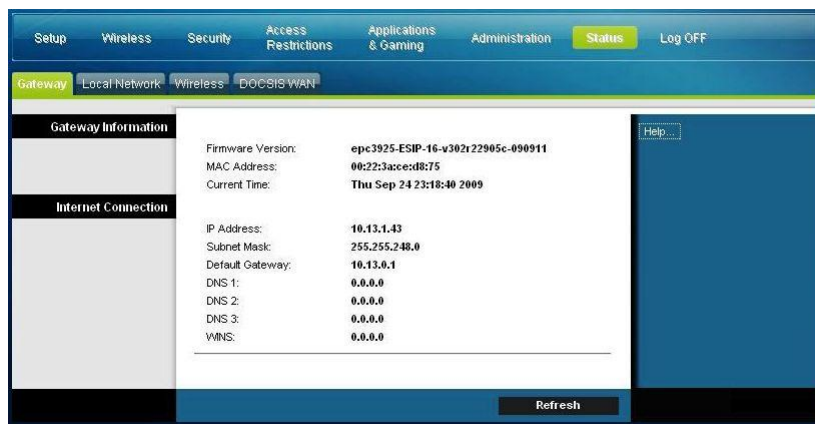 Setup Wireless Security Access Restrictions Applications & Gaming Administration Status Log OFF
Gateway Local Network Wireless DOCSIS WAN
Gateway Information
Help...
Firmware Version: epc3925-ESIP-16-v302r22905c-090911
MAC Address: 00:22:3a:ce:d8:75
Current Time: Thu Sep 24 23:18:40 2009
Internet Connection
IP Address: 10.13.1.43
Subnet Mask: 255.255.248.0
Default Gateway: 10.13.0.1
DNS 1: 0.0.0.0
DNS 2: 0.0.0.0
DNS 3: 0.0.0.0
WINS: 0.0.0.0
Refresh